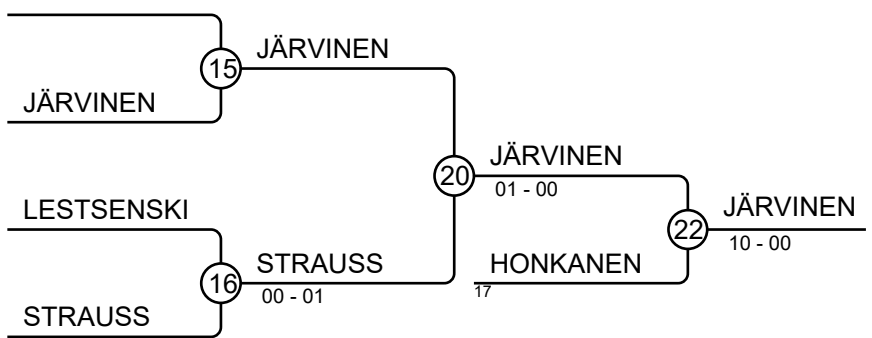 15
JÄRVINEN
JÄRVINEN
20
JÄRVINEN
01 - 00
LESTSENSKI
22
JÄRVINEN
10 - 00
16
STRAUSS
00 - 01
HONKANEN
17
STRAUSS